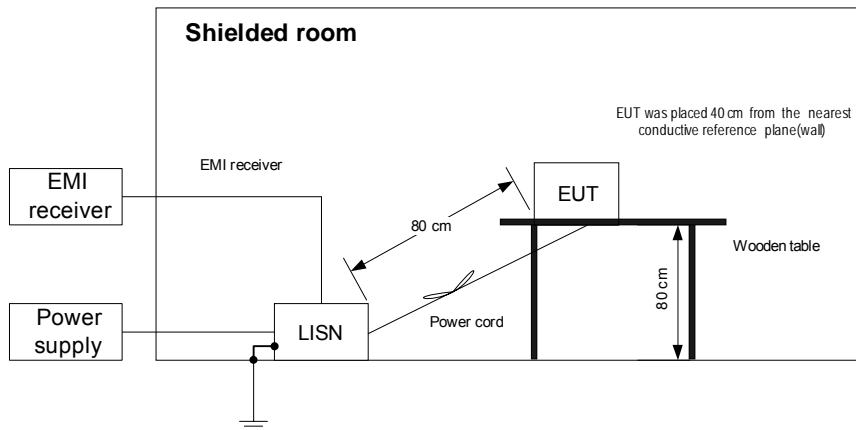 Shielded room
EUT was placed 40 cm from the nearest
conductive reference plane(wall)
EMI receiver
EMI
receiver
EUT
80 cm
Wooden table
80 cm
Power
supply
LISN
Power cord